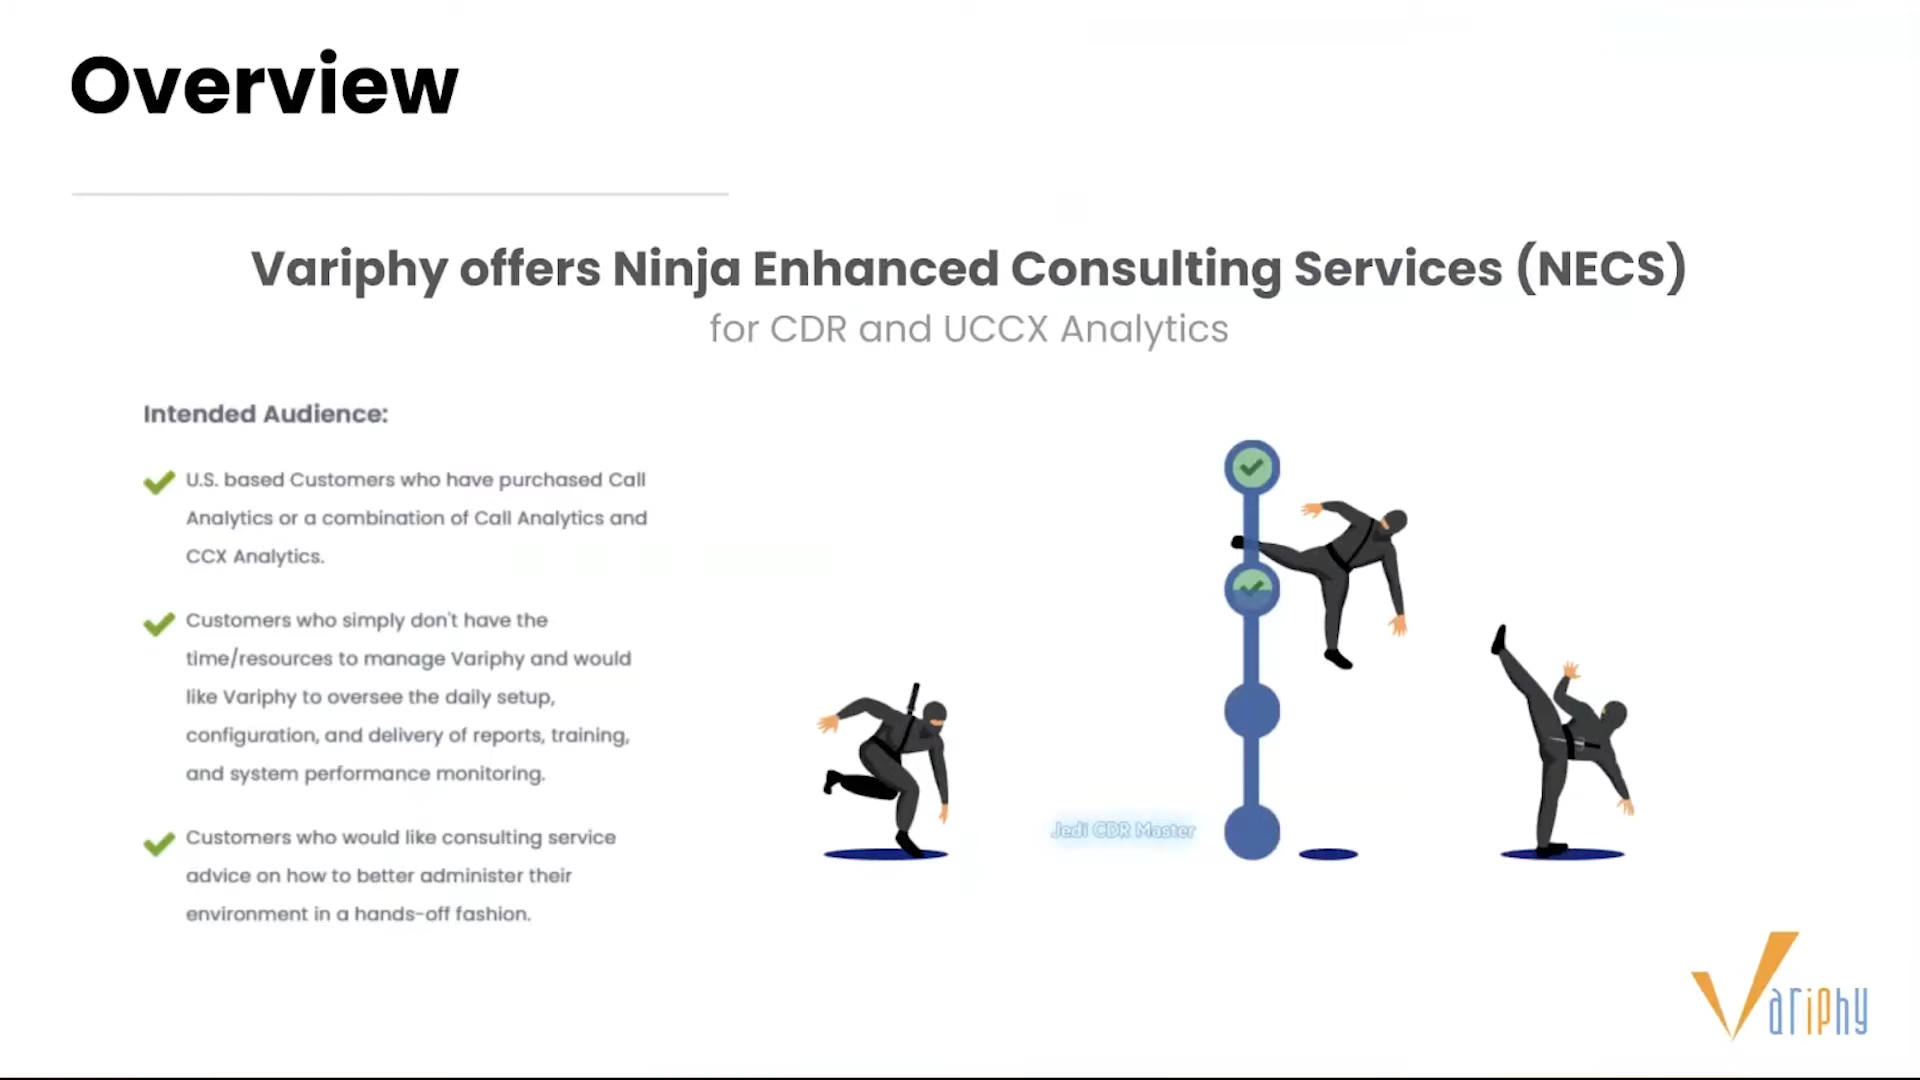 Overview
Variphy offers Ninja Enhanced Consulting Services (NECS)
for CDR and UCCX Analytics
Intended Audience:
U.S. based Customers who have purchased Call
Analytics or a combination of Call Analytics and
CCX Analytics.
Customers who simply don't have the
time/resources to manage Variphy and would
like Variphy to oversee the daily setup,
configuration, and delivery of reports, training,
and system performance monitoring.
Customers who would like consulting service
advice on how to better administer their
environment in a hands-off fashion.
Jedi CDR Master
Variphy